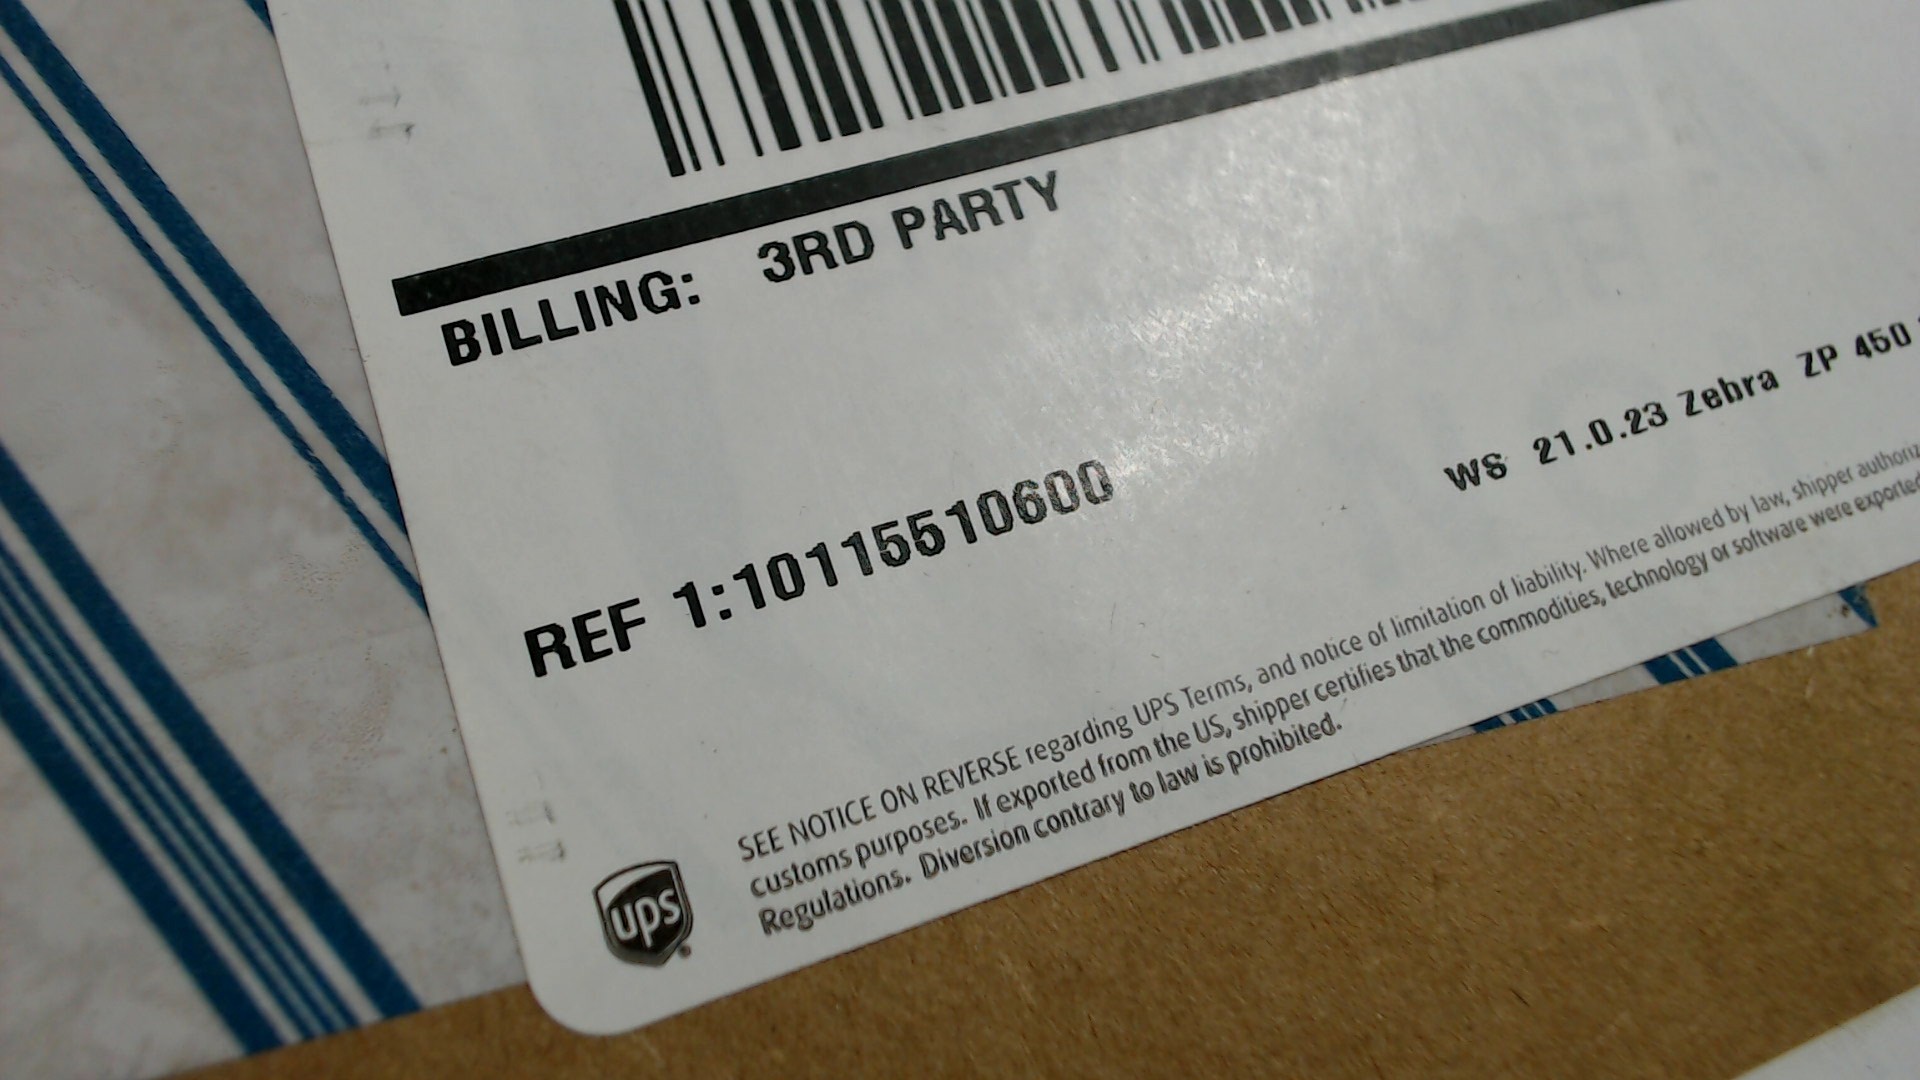 BILLING: 3RD PARTY
REF 1:10115510600
WS 21.0.23 Zebra ZP 450
SEE NOTICE ON REVERSE regarding UPS Terms, and notice of limitation of liability. Where allowed by law, shipper
customs purposes. If exported from the US, shipper certifies that the commodities, technology or software were exported
Regulations. Diversion contrary to law is prohibited.
ups